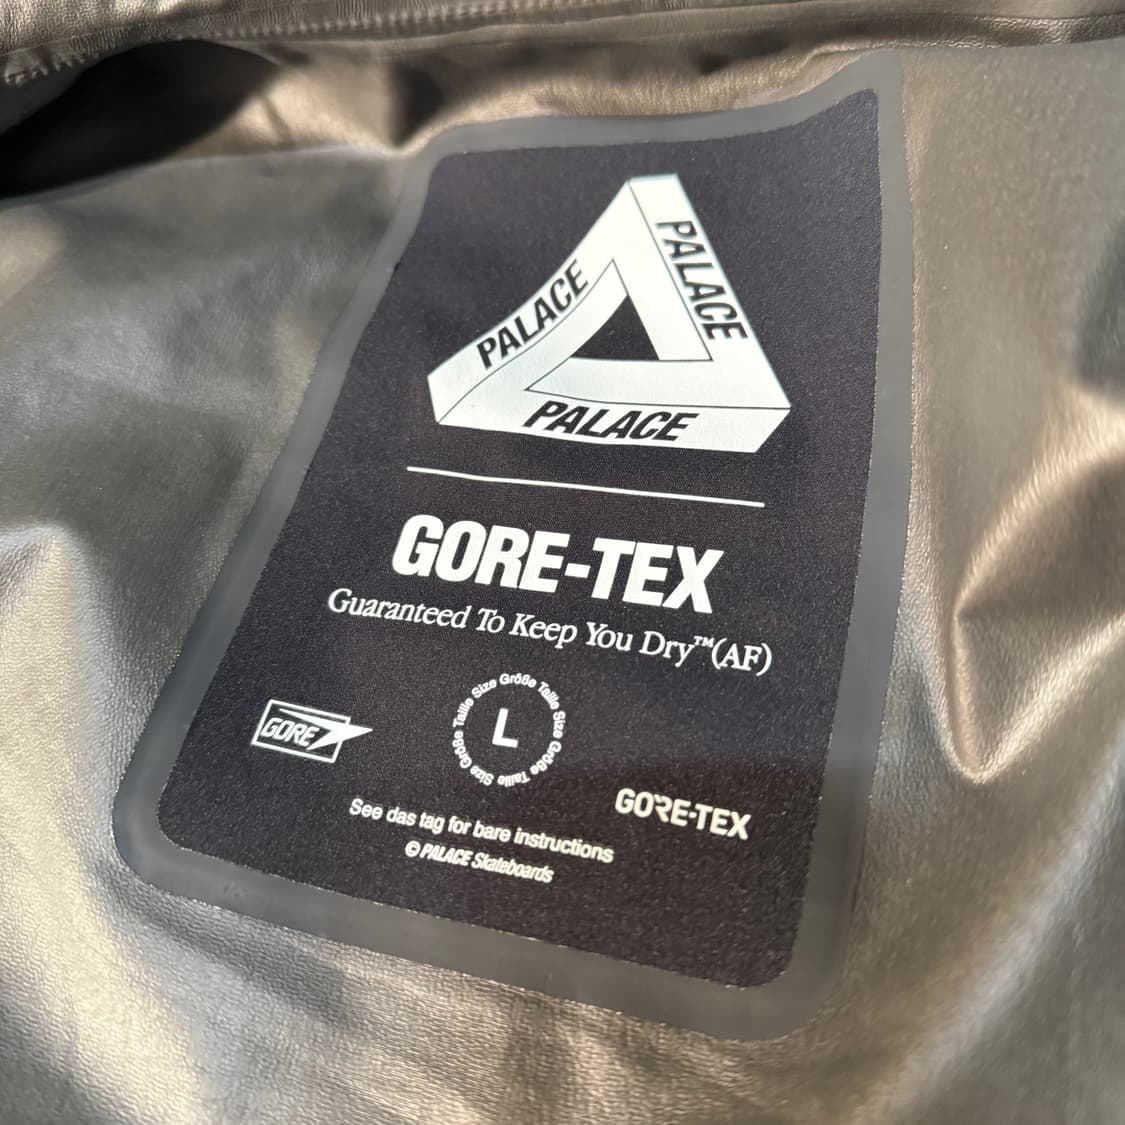 PALACE
PALACE
PALACE
GORE-TEX
Guaranteed To Keep You Dry™(AF)
GORE
Size Größe Taille Size Größe Taille Size Größe Taille
L
GORE-TEX
See das tag for bare instructions
© PALACE Skateboards